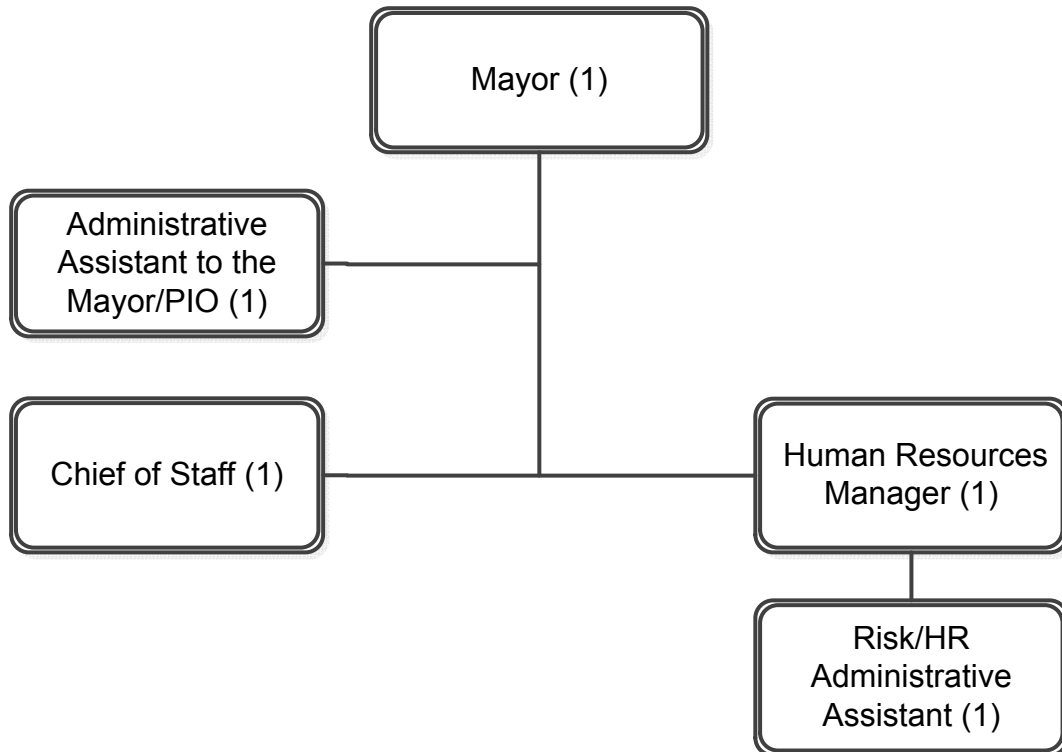 Mayor (1)
Administrative
Assistant to the
Mayor/PIO (1)
Chief of Staff (1)
Human Resources
Manager (1)
Risk/HR
Administrative
Assistant (1)